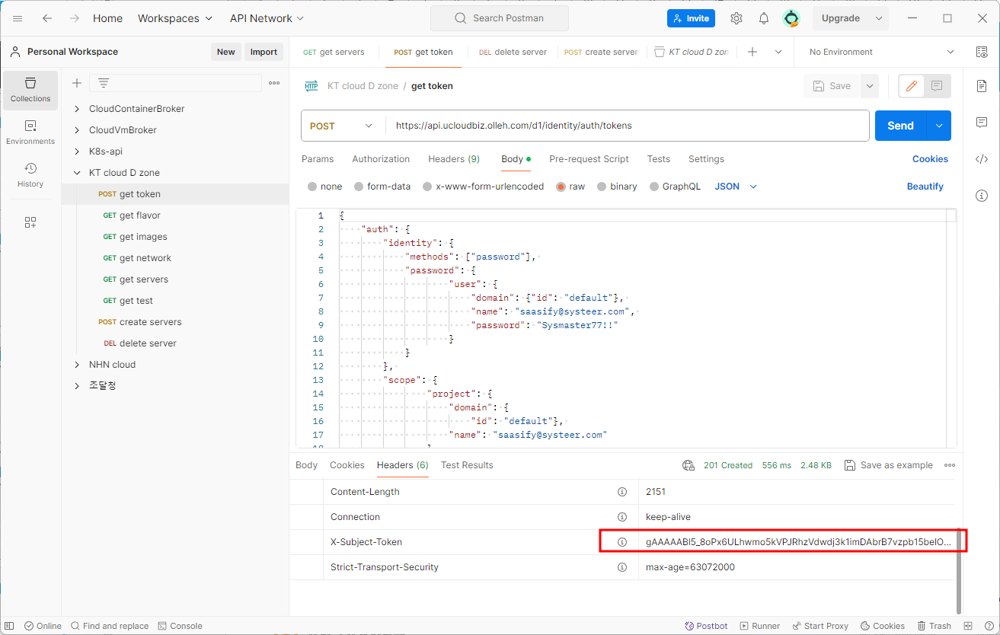 Home Workspaces API Network Search Postman Invite Upgrade
Personal Workspace New Import GET get servers POST get token DEL delete server POST create server KT cloud D zon No Environment
Collections
Environments
History
CloudContainerBroker
CloudVmBroker
K8s-api
KT cloud D zone
POST get token
GET get flavor
GET get images
GET get network
GET get servers
GET get test
POST create servers
DEL delete server
NHN cloud
조달청
HTTP KT cloud D zone / get token Save
POST https://api.ucloudbiz.olleh.com/d1/identity/auth/tokens Send
Params Authorization Headers (9) Body Pre-request Script Tests Settings Cookies
none form-data x-www-form-urlencoded raw binary GraphQL JSON Beautify
1 {
2 "auth": {
3 "identity": {
4 "methods": ["password"],
5 "password": {
6 "user": {
7 "domain": {"id": "default"},
8 "name": "saasify@systeer.com",
9 "password": "Sysmaster77!!"
10 }
11 }
12 },
13 "scope": {
14 "project": {
15 "domain": {
16 "id": "default"},
17 "name": "saasify@systeer.com"
Body Cookies Headers (6) Test Results 201 Created 556 ms 2.48 KB Save as example
Content-Length 2151
Connection keep-alive
X-Subject-Token gAAAAABl5_8oPx6ULhwmo5kVPJRhzVdwdj3k1imDAbrB7vzpb15belO...
Strict-Transport-Security max-age=63072000
Online Find and replace Console Postbot Runner Start Proxy Cookies Trash